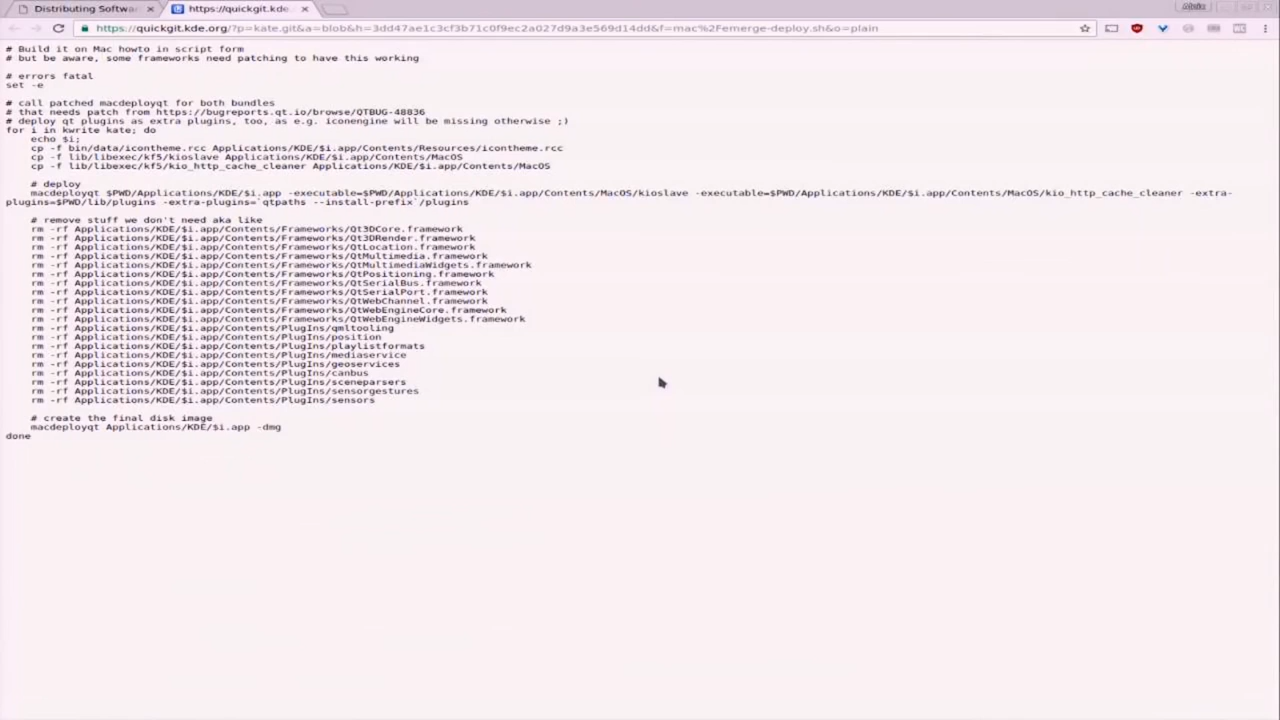 Distributing Softwar
https://quickgit.kde.
https://quickgit.kde.org/?p=kate.git&a=blob&h=3dd47ae1c3cf3b71c0f9ec2a027d9a3e569d14dd&f=mac%2Femerge-deploy.sh&o=plain
# Build it on Mac howto in script form
# but be aware, some frameworks need patching to have this working
# errors fatal
set -e
# call patched macdeployqt for both bundles
# that needs patch from https://bugreports.qt.io/browse/QTBUG-48836
# deploy qt plugins as extra plugins, too, as e.g. iconengine will be missing otherwise ;)
for i in kwrite kate; do
echo $i;
cp -f bin/data/icontheme.rcc Applications/KDE/$i.app/Contents/Resources/icontheme.rcc
cp -f lib/libexec/kf5/kioslave Applications/KDE/$i.app/Contents/MacOS
cp -f lib/libexec/kf5/kio_http_cache_cleaner Applications/KDE/$i.app/Contents/MacOS
# deploy
macdeployqt $PWD/Applications/KDE/$i.app -executable=$PWD/Applications/KDE/$i.app/Contents/MacOS/kioslave -executable=$PWD/Applications/KDE/$i.app/Contents/MacOS/kio_http_cache_cleaner -extra-
plugins=$PWD/lib/plugins -extra-plugins=`qtpaths --install-prefix`/plugins
# remove stuff we don't need aka like
rm -rf Applications/KDE/$i.app/Contents/Frameworks/Qt3DCore.framework
rm -rf Applications/KDE/$i.app/Contents/Frameworks/Qt3DRender.framework
rm -rf Applications/KDE/$i.app/Contents/Frameworks/QtLocation.framework
rm -rf Applications/KDE/$i.app/Contents/Frameworks/QtMultimedia.framework
rm -rf Applications/KDE/$i.app/Contents/Frameworks/QtMultimediaWidgets.framework
rm -rf Applications/KDE/$i.app/Contents/Frameworks/QtPositioning.framework
rm -rf Applications/KDE/$i.app/Contents/Frameworks/QtSerialBus.framework
rm -rf Applications/KDE/$i.app/Contents/Frameworks/QtSerialPort.framework
rm -rf Applications/KDE/$i.app/Contents/Frameworks/QtWebChannel.framework
rm -rf Applications/KDE/$i.app/Contents/Frameworks/QtWebEngineCore.framework
rm -rf Applications/KDE/$i.app/Contents/Frameworks/QtWebEngineWidgets.framework
rm -rf Applications/KDE/$i.app/Contents/PlugIns/qmltooling
rm -rf Applications/KDE/$i.app/Contents/PlugIns/position
rm -rf Applications/KDE/$i.app/Contents/PlugIns/playlistformats
rm -rf Applications/KDE/$i.app/Contents/PlugIns/mediaservice
rm -rf Applications/KDE/$i.app/Contents/PlugIns/geoservices
rm -rf Applications/KDE/$i.app/Contents/PlugIns/canbus
rm -rf Applications/KDE/$i.app/Contents/PlugIns/sceneparsers
rm -rf Applications/KDE/$i.app/Contents/PlugIns/sensorgestures
rm -rf Applications/KDE/$i.app/Contents/PlugIns/sensors
# create the final disk image
macdeployqt Applications/KDE/$i.app -dmg
done